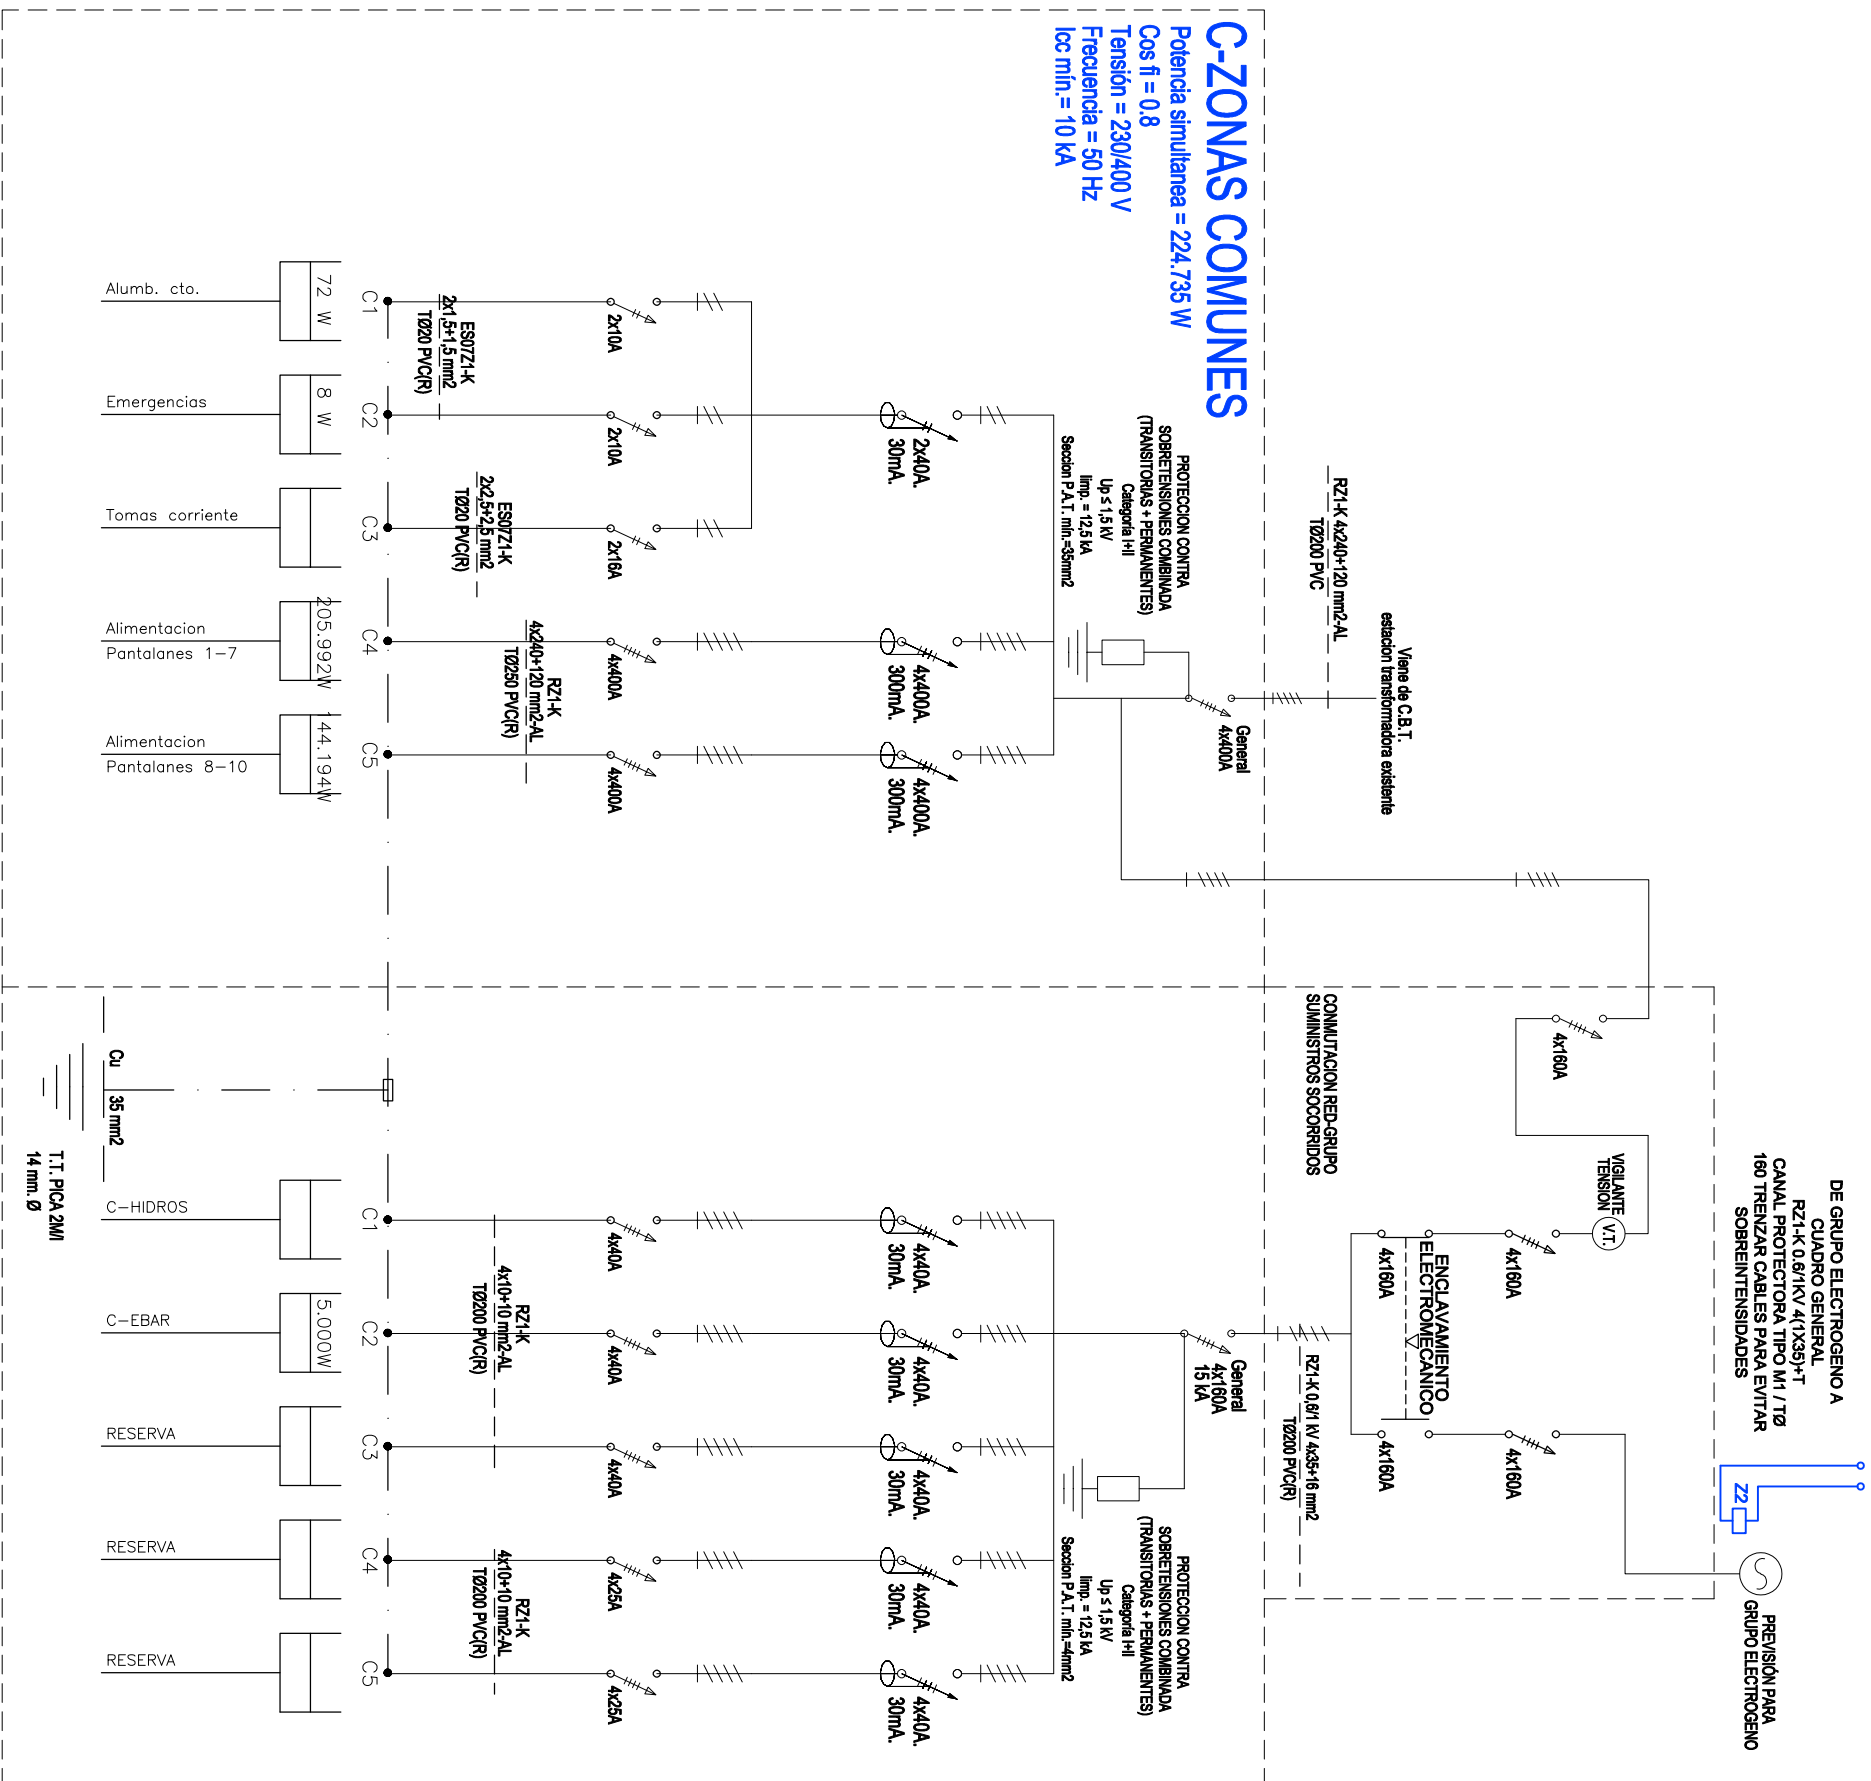 C-ZONAS COMUNES
Potencia simultanea = 224.735 W
Cos fi = 0.8
Tensión = 230/400 V
Frecuencia = 50 Hz
Icc mín.= 10 kA
Viene de C.B.T.
estacion transformadora existente
RZ1-K 4x240+120 mm2-AL
TØ200 PVC
General
4x400A
PROTECCION CONTRA
SOBRETENSIONES COMBINADA
(TRANSITORIAS + PERMANENTES)
Categoría I+II
Up ≤ 1,5 kV
Iimp. = 12,5 kA
Seccion P.A.T. mín.=35mm2
2x40A.
30mA.
4x400A.
300mA.
4x400A.
300mA.
2x10A
2x10A
2x16A
4x400A
4x400A
ES07Z1-K
2x1,5+1,5 mm2
TØ20 PVC(R)
ES07Z1-K
2x2,5+2,5 mm2
TØ20 PVC(R)
RZ1-K
4x240+120 mm2-AL
TØ250 PVC(R)
C1
C2
C3
C4
C5
72 W
8 W
205.992W
144.194W
Alumb. cto.
Emergencias
Tomas corriente
Alimentacion
Pantalanes 1-7
Alimentacion
Pantalanes 8-10
Cu
35 mm2
T.T. PICA 2M/l
14 mm. Ø
DE GRUPO ELECTROGENO A
CUADRO GENERAL
RZ1-K 0.6/1KV 4(1X35)+T
CANAL PROTECTORA TIPO M1 / TØ
160 TRENZAR CABLES PARA EVITAR
SOBREINTENSIDADES
Z2
PREVISIÓN PARA
GRUPO ELECTROGENO
CONMUTACION RED-GRUPO
SUMINISTROS SOCORRIDOS
4x160A
VIGILANTE
TENSION
V.T.
4x160A
4x160A
ENCLAVAMIENTO
ELECTROMECANICO
4x160A
4x160A
RZ1-K 0,6/1 kV 4x35+16 mm2
TØ200 PVC(R)
General
4x160A
15 kA
PROTECCION CONTRA
SOBRETENSIONES COMBINADA
(TRANSITORIAS + PERMANENTES)
Categoría I+II
Up ≤ 1,5 kV
Iimp. = 12,5 kA
Seccion P.A.T. mín.=4mm2
4x40A.
30mA.
4x40A.
30mA.
4x40A.
30mA.
4x40A.
30mA.
4x40A.
30mA.
4x40A
4x40A
4x40A
4x25A
4x25A
RZ1-K
4x10+10 mm2-AL
TØ200 PVC(R)
RZ1-K
4x10+10 mm2-AL
TØ200 PVC(R)
C1
C2
C3
C4
C5
5.000W
C-HIDROS
C-EBAR
RESERVA
RESERVA
RESERVA